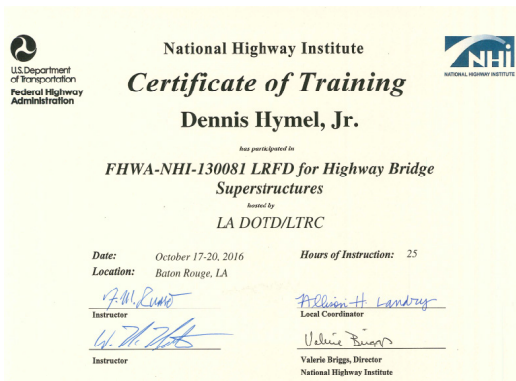 National Highway Institute
U.S. Department
of Transportation
Federal Highway
Administration
NHI
NATIONAL HIGHWAY INSTITUTE
Certificate of Training
Dennis Hymel, Jr.
has participated in
FHWA-NHI-130081 LRFD for Highway Bridge
Superstructures
hosted by
LA DOTD/LTRC
Date: October 17-20, 2016
Hours of Instruction: 25
Location: Baton Rouge, LA
Allison H. Landry
Instructor
Local Coordinator
Valerie Briggs
Instructor
Valerie Briggs, Director
National Highway Institute